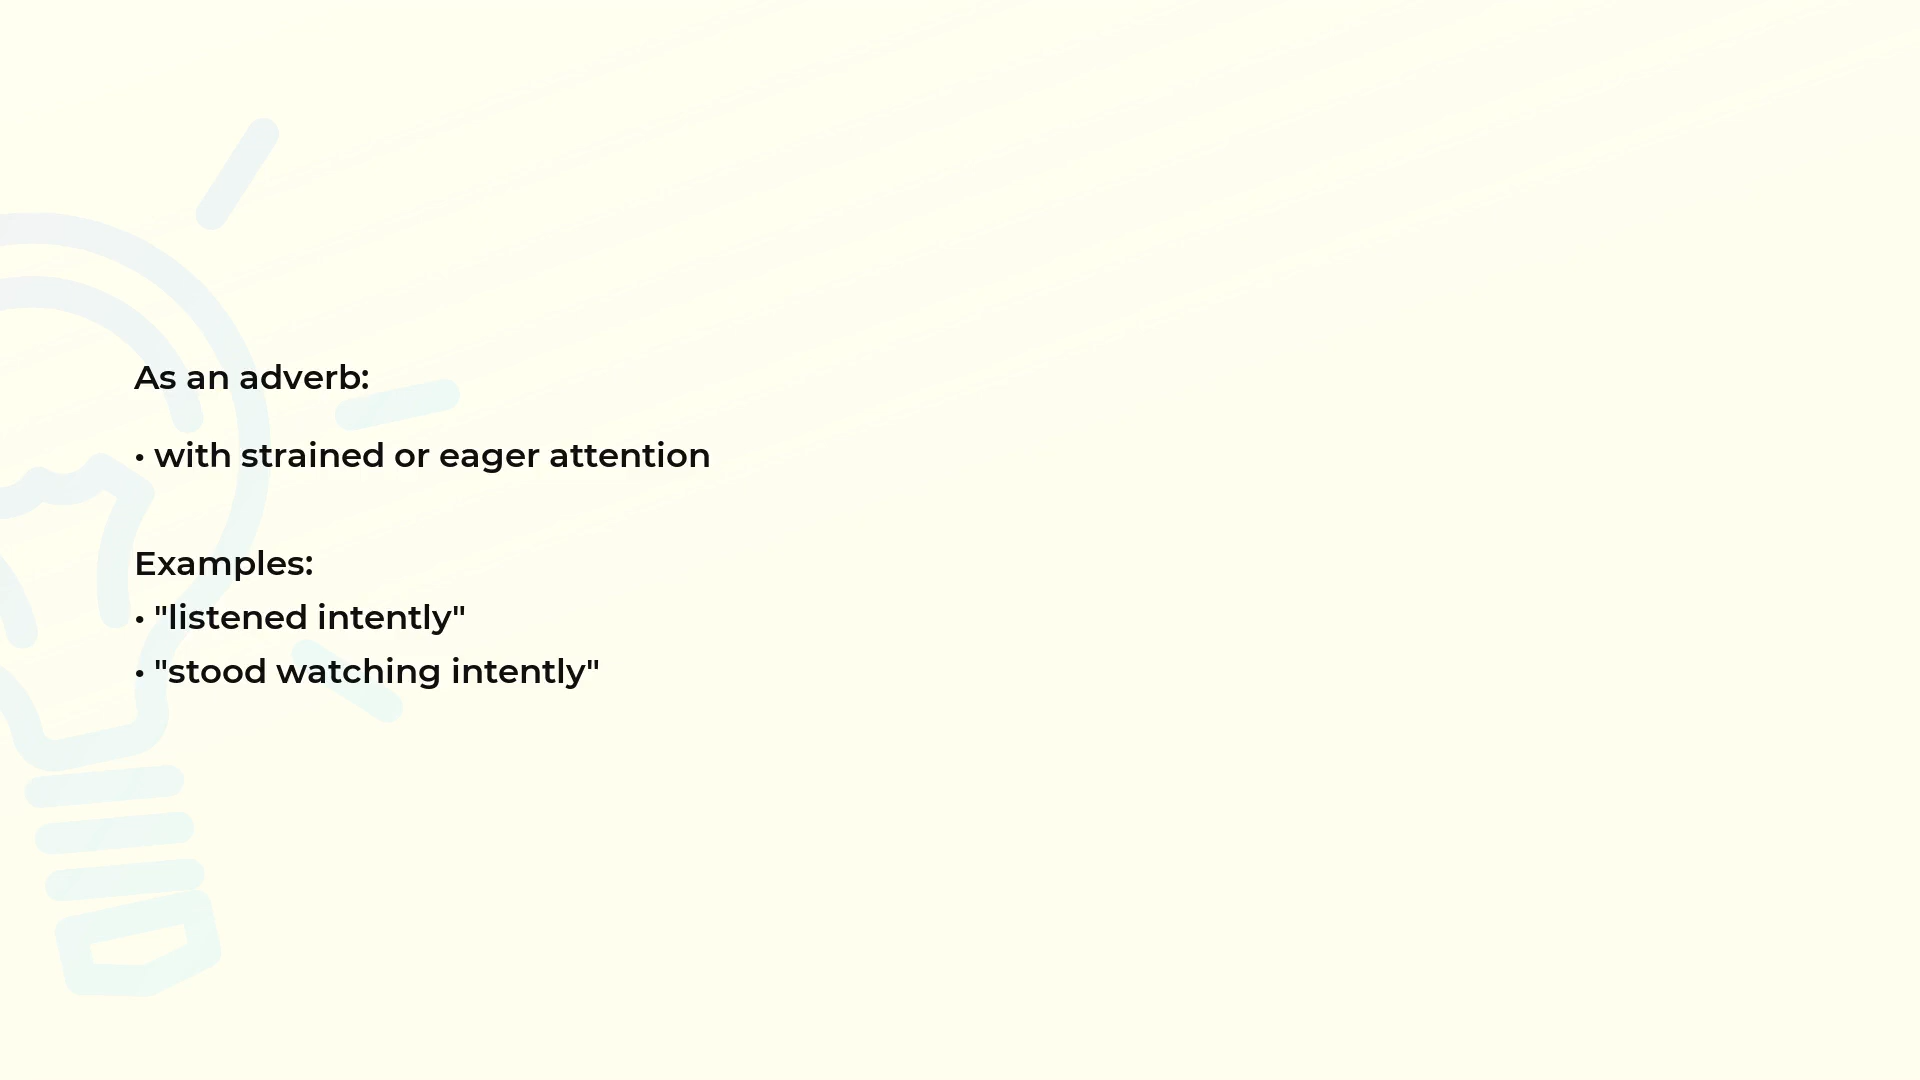 As an adverb:
• with strained or eager attention
Examples:
• "listened intently"
• "stood watching intently"